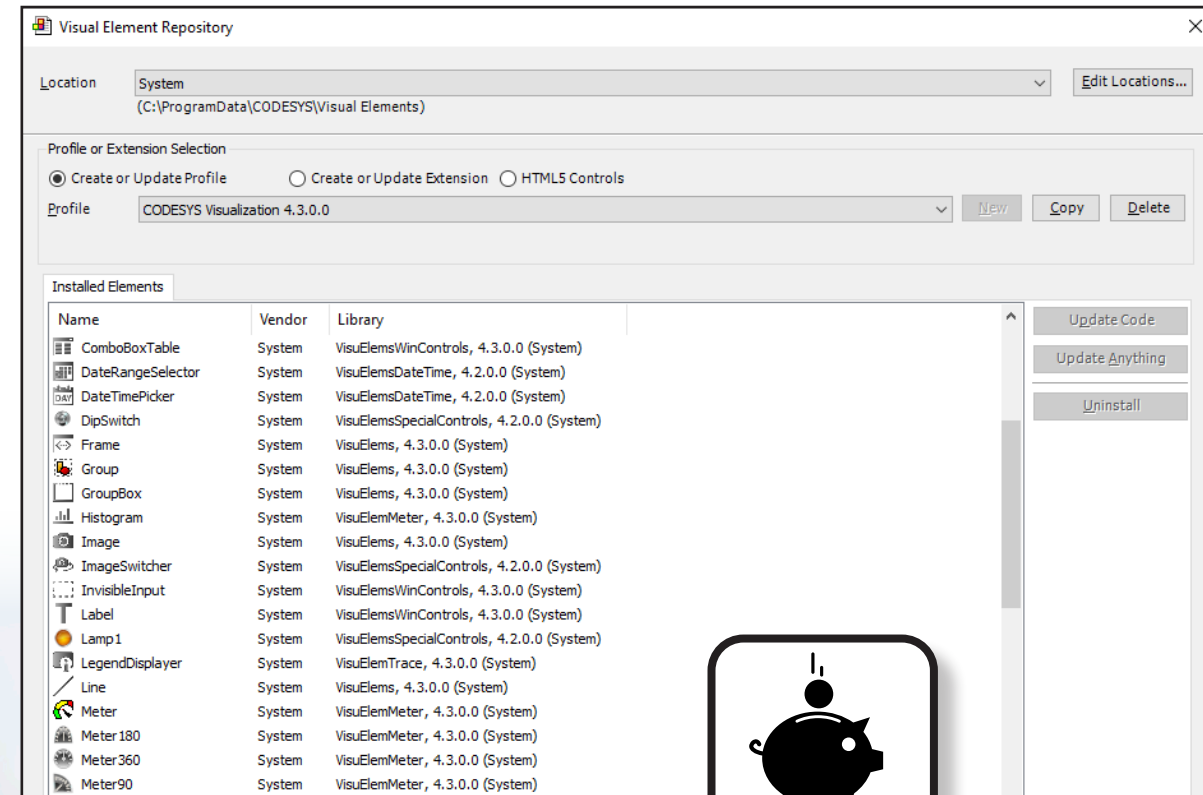 Visual Element Repository
Location System Edit Locations...
(C:\ProgramData\CODESYS\Visual Elements)
Profile or Extension Selection
Create or Update Profile Create or Update Extension HTML5 Controls
Profile CODESYS Visualization 4.3.0.0 New Copy Delete
Installed Elements
Name Vendor Library Update Code
ComboBoxTable System VisuElemsWinControls, 4.3.0.0 (System) Update Anything
DateRangeSelector System VisuElemsDateTime, 4.2.0.0 (System)
DAY DateTimePicker System VisuElemsDateTime, 4.2.0.0 (System) Uninstall
DipSwitch System VisuElemsSpecialControls, 4.2.0.0 (System)
Frame System VisuElems, 4.3.0.0 (System)
Group System VisuElems, 4.3.0.0 (System)
GroupBox System VisuElems, 4.3.0.0 (System)
Histogram System VisuElemMeter, 4.3.0.0 (System)
Image System VisuElems, 4.3.0.0 (System)
ImageSwitcher System VisuElemsSpecialControls, 4.2.0.0 (System)
InvisibleInput System VisuElemsWinControls, 4.3.0.0 (System)
Label System VisuElemsWinControls, 4.3.0.0 (System)
Lamp1 System VisuElemsSpecialControls, 4.2.0.0 (System)
LegendDisplayer System VisuElemTrace, 4.3.0.0 (System)
Line System VisuElems, 4.3.0.0 (System)
Meter System VisuElemMeter, 4.3.0.0 (System)
Meter180 System VisuElemMeter, 4.3.0.0 (System)
Meter360 System VisuElemMeter, 4.3.0.0 (System)
Meter90 System VisuElemMeter, 4.3.0.0 (System)